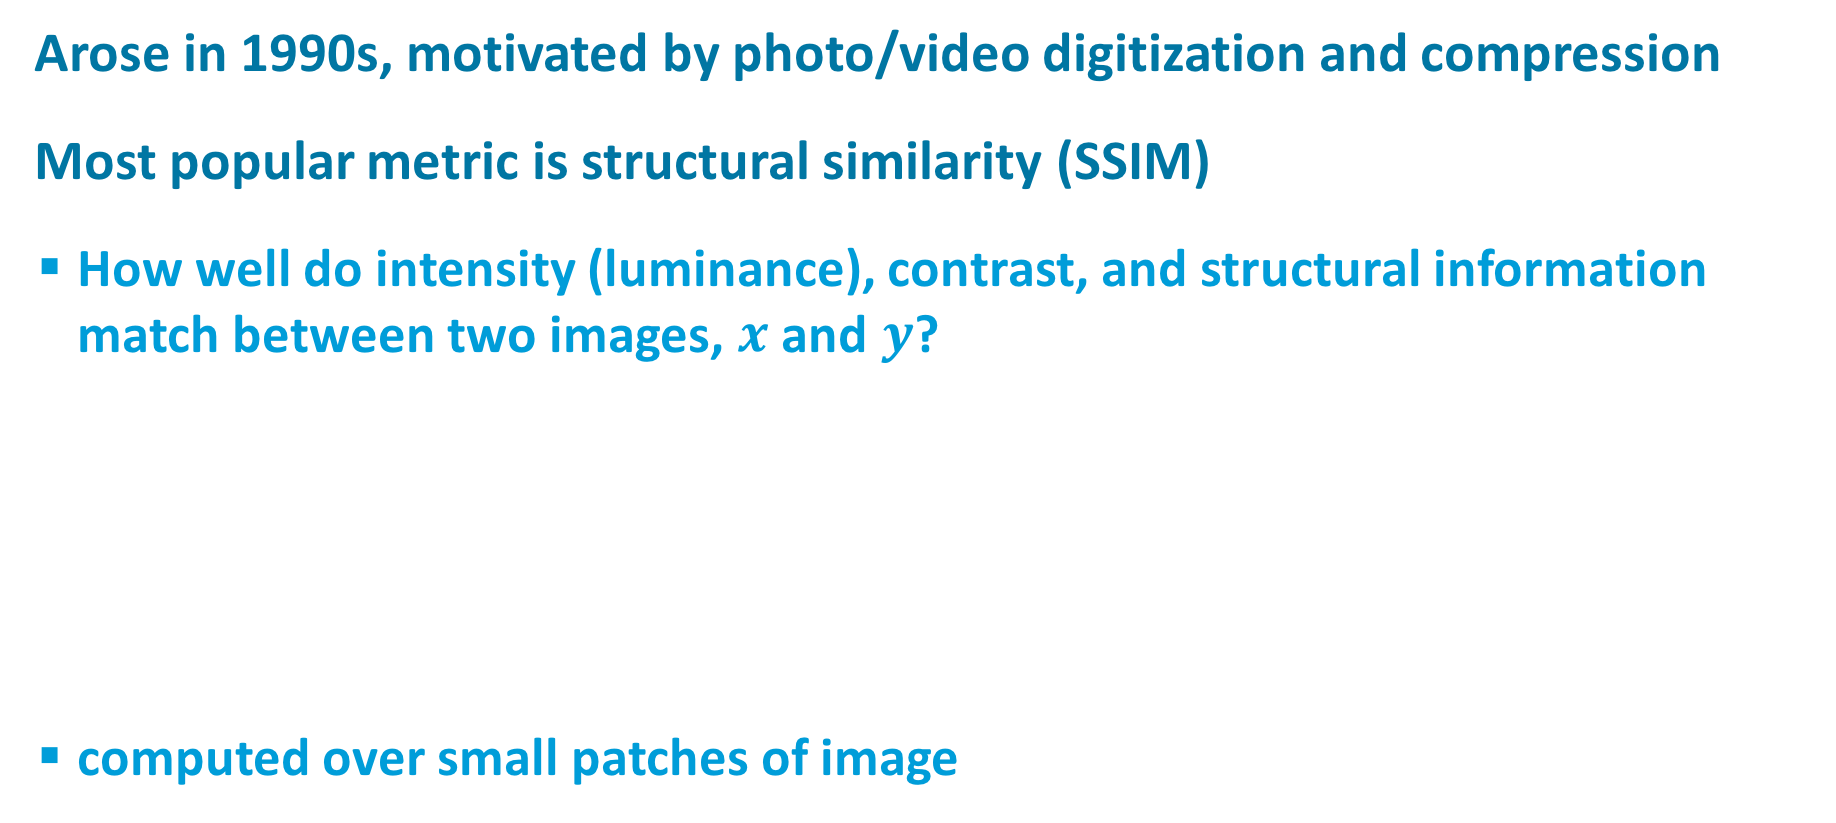 Arose in 1990s, motivated by photo/video digitization and compression
Most popular metric is structural similarity (SSIM)
▪ How well do intensity (luminance), contrast, and structural information
match between two images, 𝒙 and 𝒚?
▪ computed over small patches of image